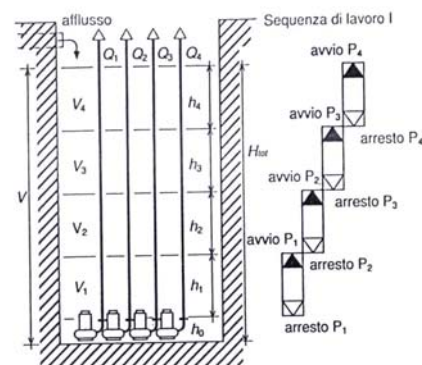 afflusso
Sequenza di lavoro I
Q1 Q2 Q3 Q4
V4
V3
V2
V1
V
h4
h3
h2
h1
h0
Htot
avvio P4
avvio P3
arresto P4
avvio P2
arresto P3
avvio P1
arresto P2
arresto P1